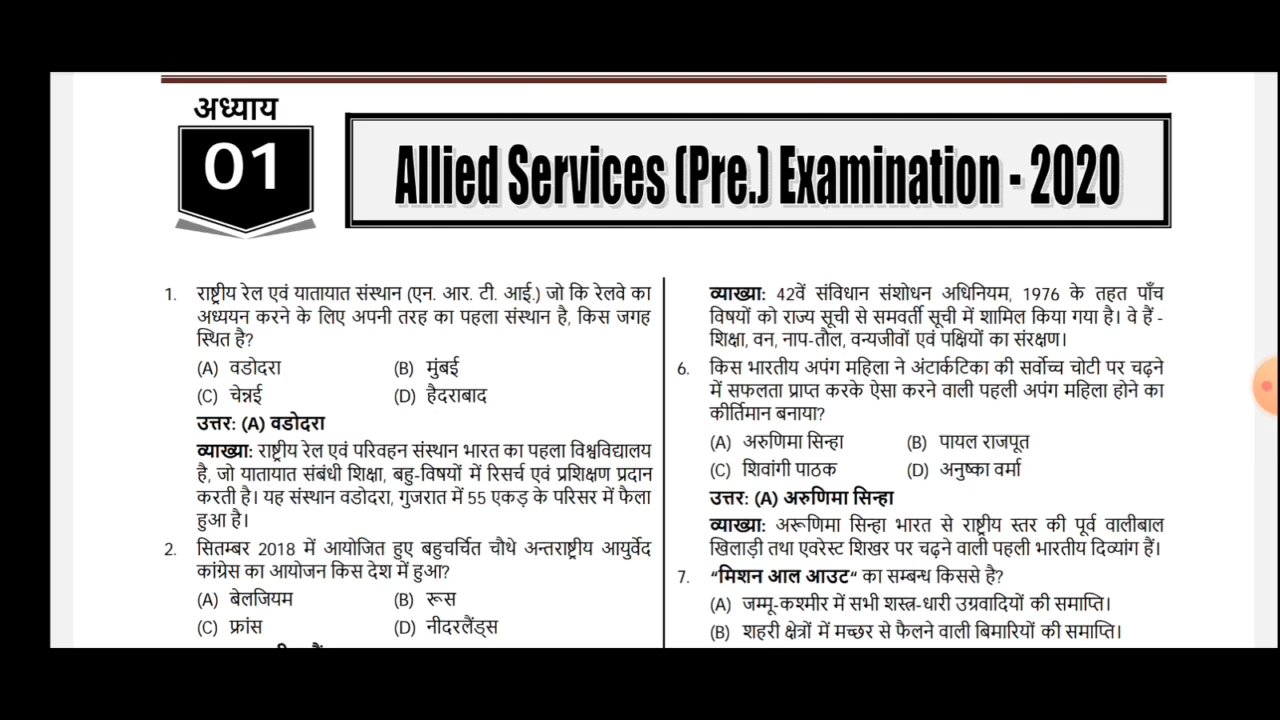 अध्याय
01
Allied Services (Pre.) Examination - 2020
1. राष्ट्रीय रेल एवं यातायात संस्थान (एन. आर. टी. आई.) जो कि रेलवे का
अध्ययन करने के लिए अपनी तरह का पहला संस्थान है, किस जगह
स्थित है?
(A) वडोदरा (B) मुंबई
(C) चेन्नई (D) हैदराबाद
उत्तर: (A) वडोदरा
व्याख्या: राष्ट्रीय रेल एवं परिवहन संस्थान भारत का पहला विश्वविद्यालय
है, जो यातायात संबंधी शिक्षा, बहु-विषयों में रिसर्च एवं प्रशिक्षण प्रदान
करती है। यह संस्थान वडोदरा, गुजरात में 55 एकड़ के परिसर में फैला
हुआ है।
2. सितम्बर 2018 में आयोजित हुए बहुचर्चित चौथे अन्तराष्ट्रीय आयुर्वेद
कांग्रेस का आयोजन किस देश में हुआ?
(A) बेलजियम (B) रूस
(C) फ्रांस (D) नीदरलैंड्स
व्याख्या: 42वें संविधान संशोधन अधिनियम, 1976 के तहत पाँच
विषयों को राज्य सूची से समवर्ती सूची में शामिल किया गया है। वे हैं -
शिक्षा, वन, नाप-तौल, वन्यजीवों एवं पक्षियों का संरक्षण।
6. किस भारतीय अपंग महिला ने अंटार्कटिका की सर्वोच्च चोटी पर चढ़ने
में सफलता प्राप्त करके ऐसा करने वाली पहली अपंग महिला होने का
कीर्तिमान बनाया?
(A) अरुणिमा सिन्हा (B) पायल राजपूत
(C) शिवांगी पाठक (D) अनुष्का वर्मा
उत्तर: (A) अरुणिमा सिन्हा
व्याख्या: अरूणिमा सिन्हा भारत से राष्ट्रीय स्तर की पूर्व वालीबाल
खिलाड़ी तथा एवरेस्ट शिखर पर चढ़ने वाली पहली भारतीय दिव्यांग हैं।
7. “मिशन आल आउट“ का सम्बन्ध किससे है?
(A) जम्मू-कश्मीर में सभी शस्त्र-धारी उग्रवादियों की समाप्ति।
(B) शहरी क्षेत्रों में मच्छर से फैलने वाली बिमारियों की समाप्ति।